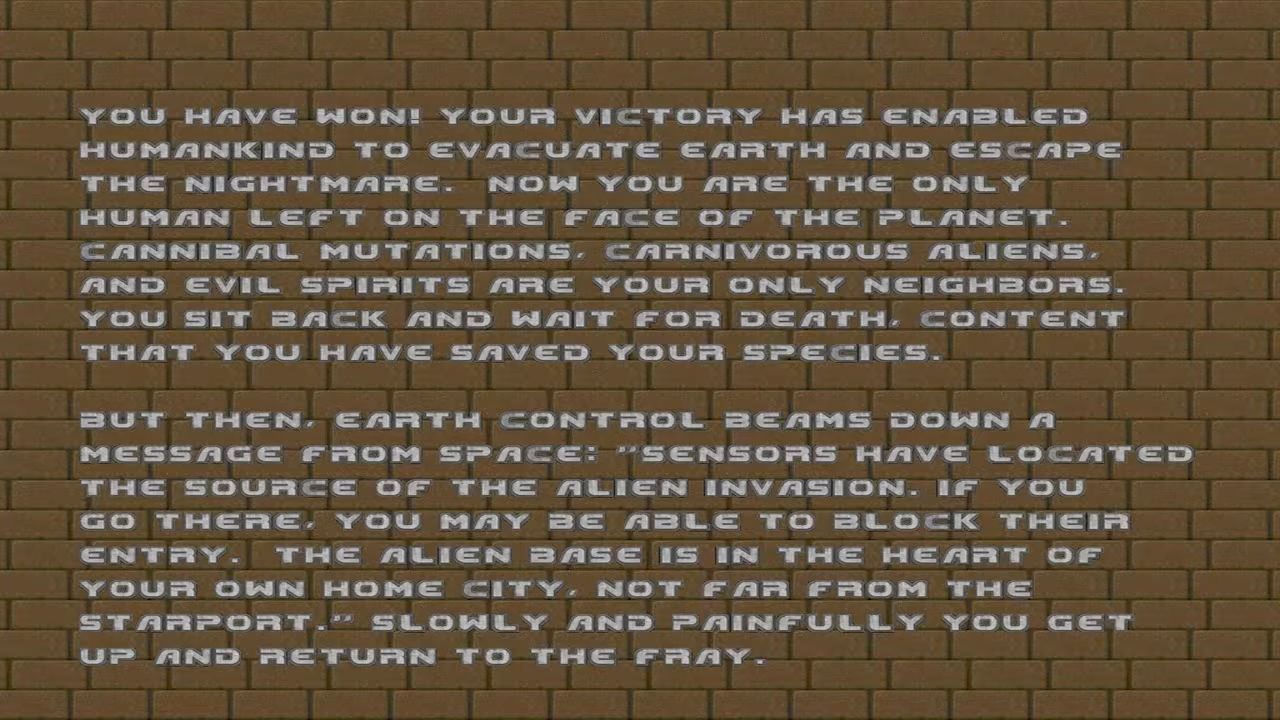 YOU HAVE WON! YOUR VICTORY HAS ENABLED
HUMANKIND TO EVACUATE EARTH AND ESCAPE
THE NIGHTMARE.  NOW YOU ARE THE ONLY
HUMAN LEFT ON THE FACE OF THE PLANET.
CANNIBAL MUTATIONS, CARNIVOROUS ALIENS,
AND EVIL SPIRITS ARE YOUR ONLY NEIGHBORS.
YOU SIT BACK AND WAIT FOR DEATH, CONTENT
THAT YOU HAVE SAVED YOUR SPECIES.

BUT THEN, EARTH CONTROL BEAMS DOWN A
MESSAGE FROM SPACE: "SENSORS HAVE LOCATED
THE SOURCE OF THE ALIEN INVASION. IF YOU
GO THERE, YOU MAY BE ABLE TO BLOCK THEIR
ENTRY.  THE ALIEN BASE IS IN THE HEART OF
YOUR OWN HOME CITY, NOT FAR FROM THE
STARPORT." SLOWLY AND PAINFULLY YOU GET
UP AND RETURN TO THE FRAY.